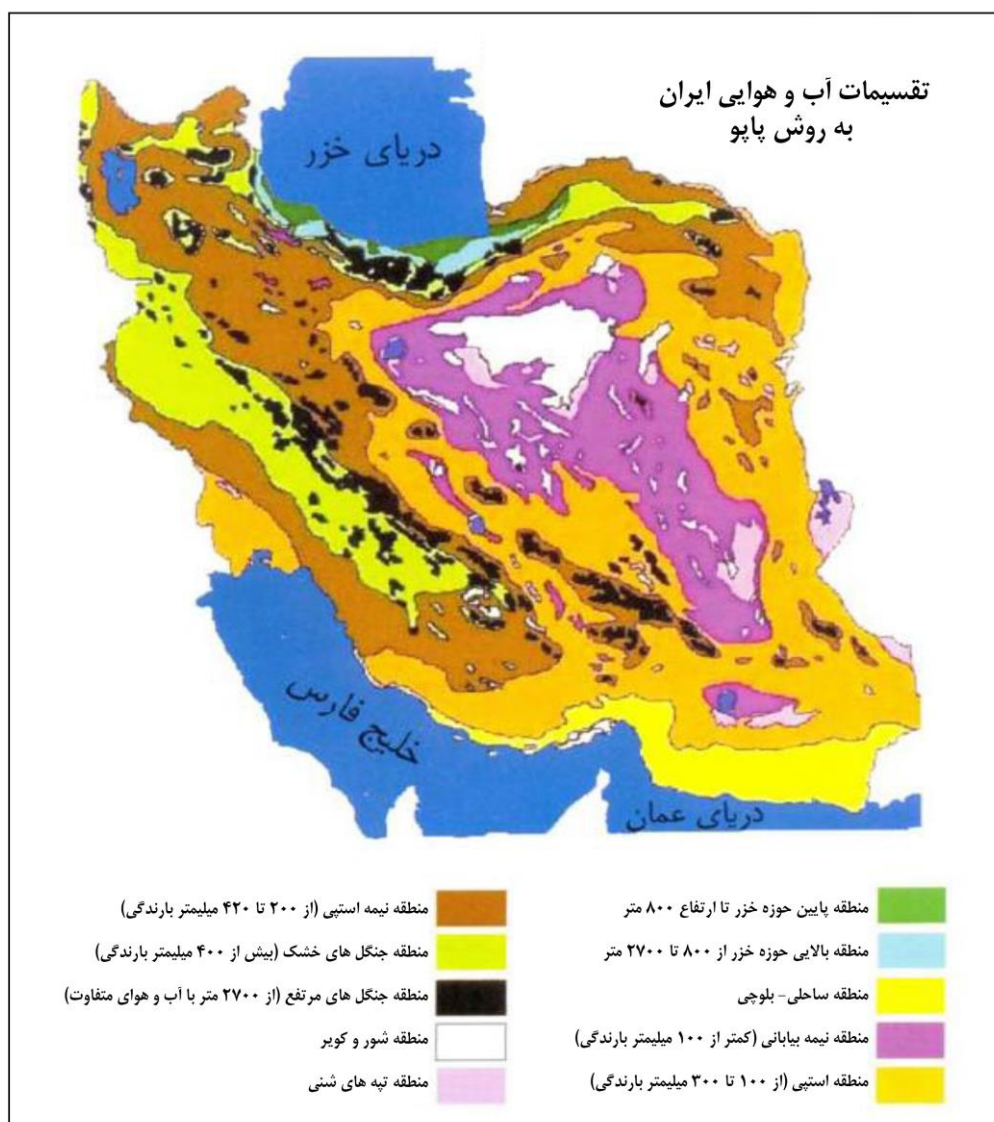 تقسیمات آب و هوایی ایران
به روش پاپو
دریای خزر
خلیج فارس
دریای عمان
منطقه پایین حوزه خزر تا ارتفاع ۸۰۰ متر
منطقه بالایی حوزه خزر از ۸۰۰ تا ۲۷۰۰ متر
منطقه ساحلی- بلوچی
منطقه نیمه بیابانی (کمتر از ۱۰۰ میلیمتر بارندگی)
منطقه استپی (از ۱۰۰ تا ۳۰۰ میلیمتر بارندگی)
منطقه نیمه استپی (از ۲۰۰ تا ۴۲۰ میلیمتر بارندگی)
منطقه جنگل های خشک (بیش از ۴۰۰ میلیمتر بارندگی)
منطقه جنگل های مرتفع (از ۲۷۰۰ متر با آب و هوای متفاوت)
منطقه شور و کویر
منطقه تپه های شنی